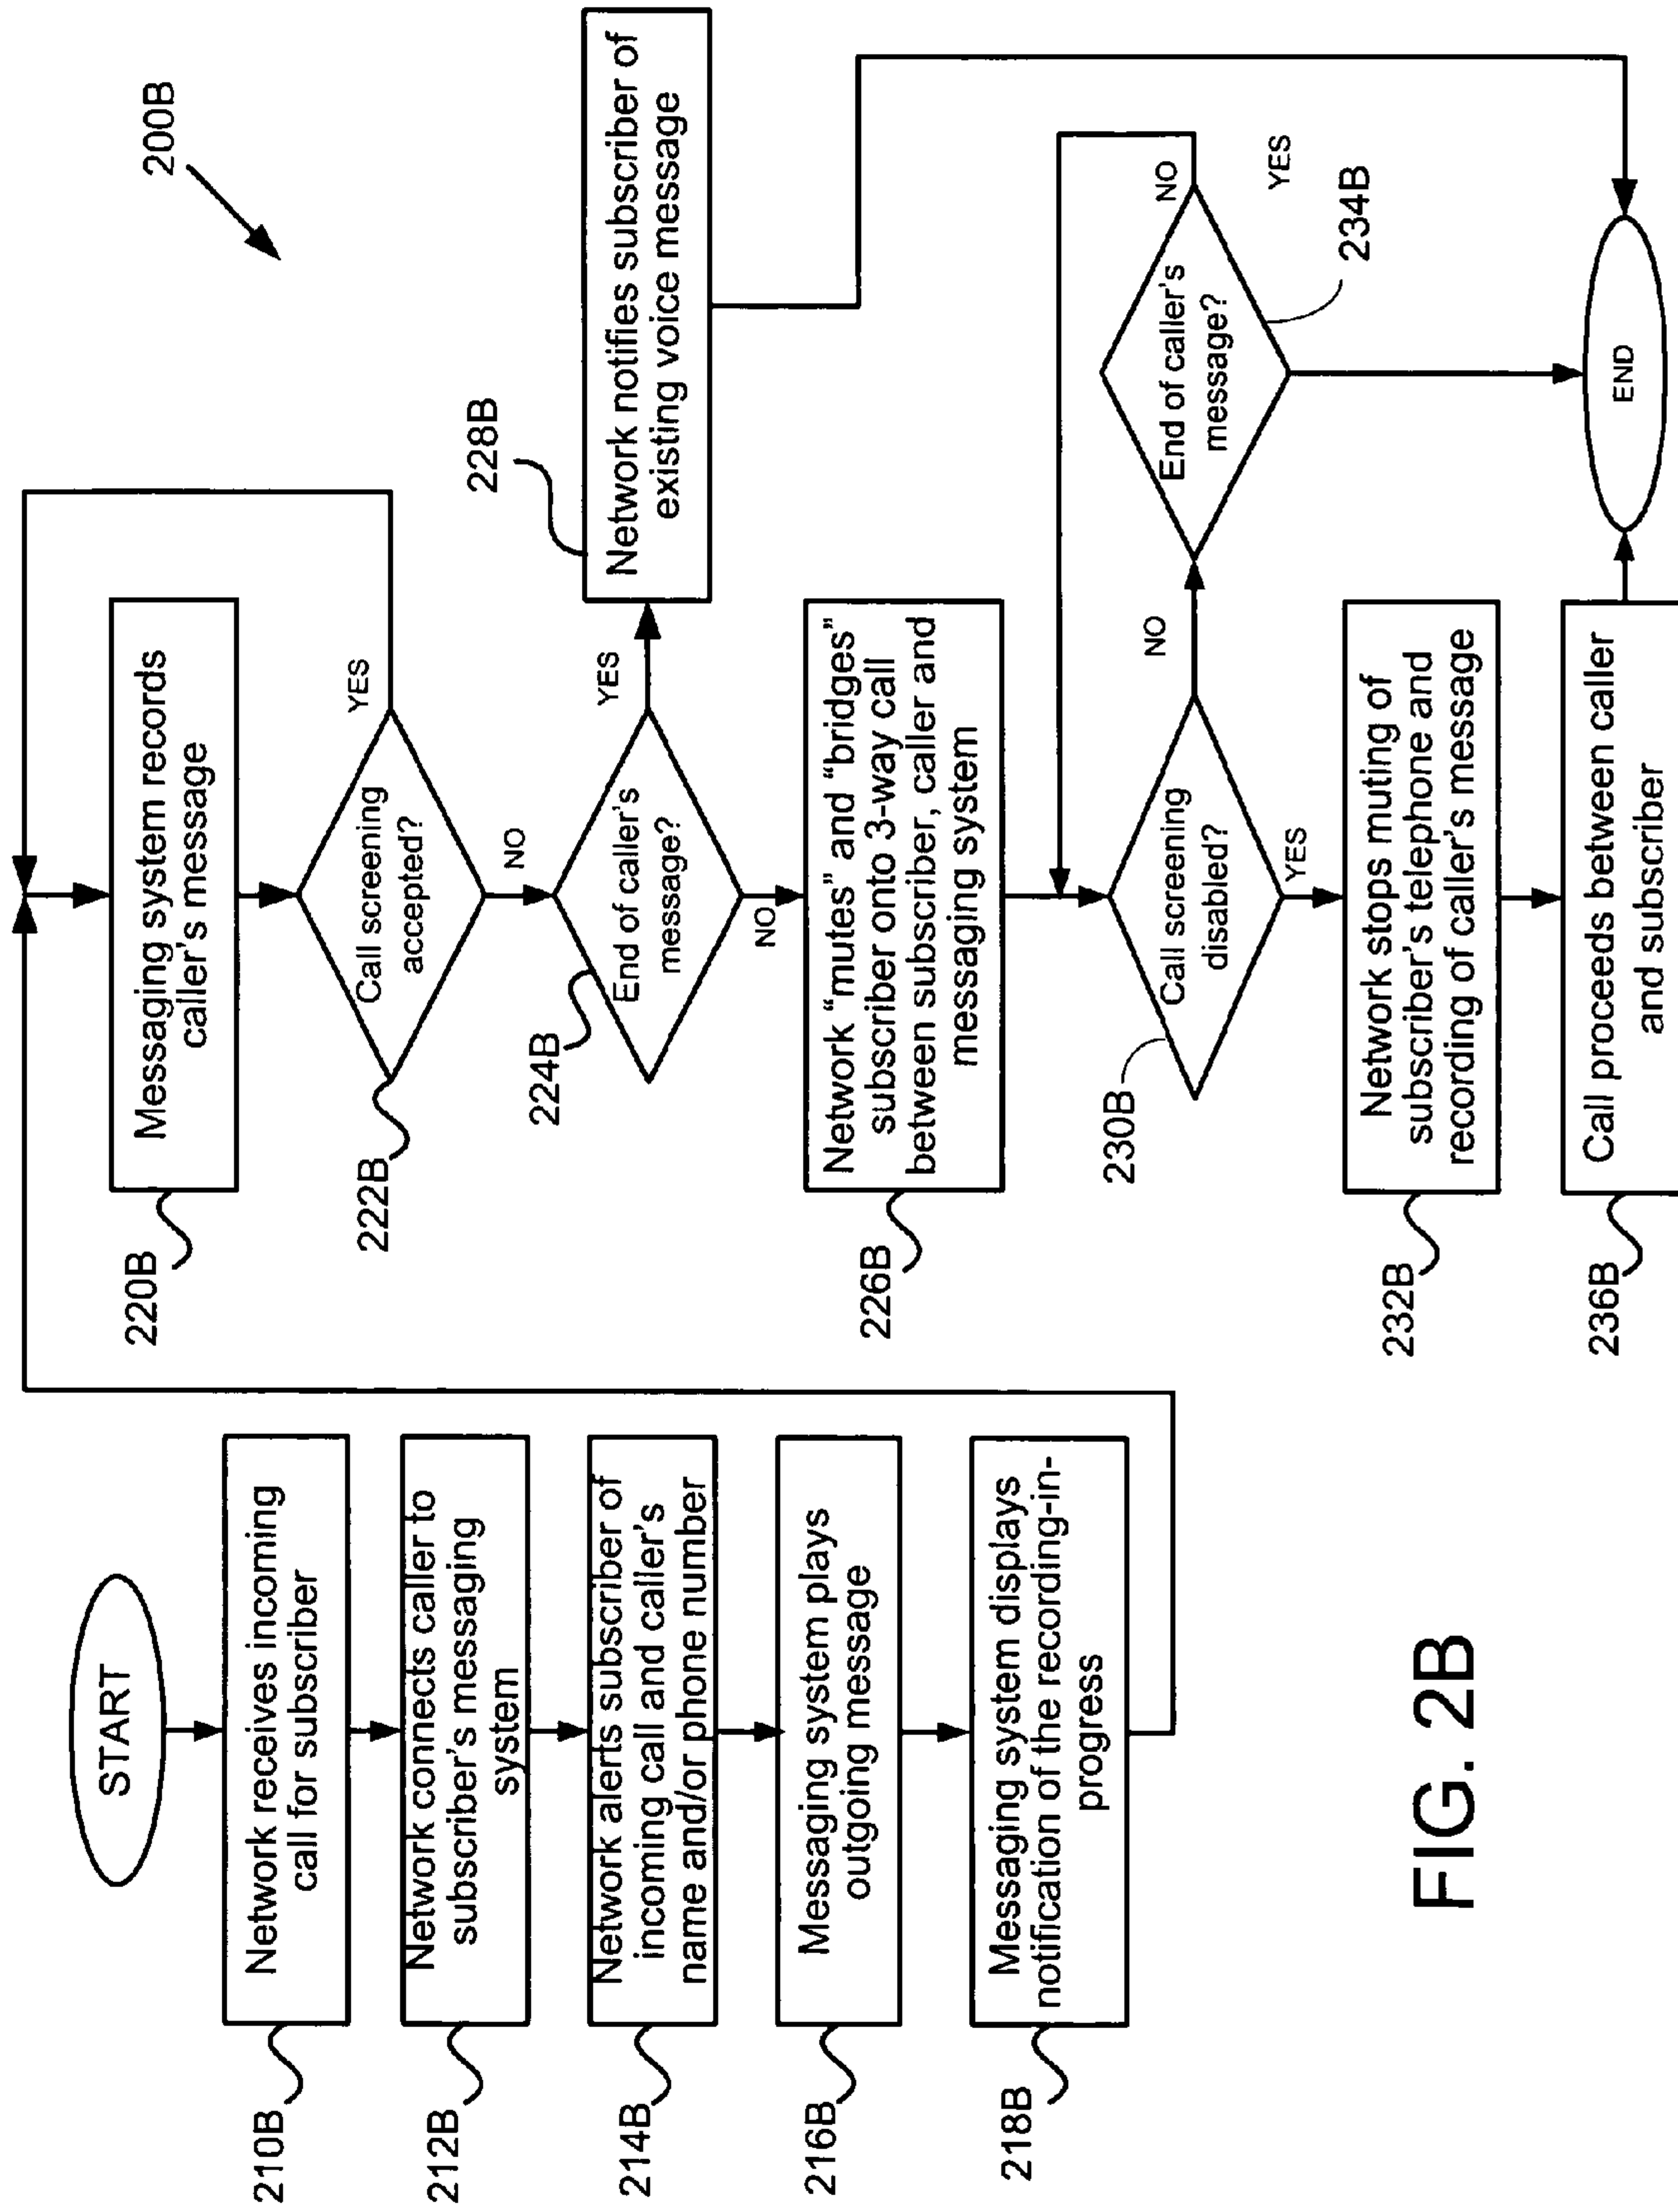 200B
START
Network receives incoming
call for subscriber
210B
Network connects caller to
subscriber's messaging
system
212B
Network alerts subscriber of
incoming call and caller's
name and/or phone number
214B
Messaging system plays
outgoing message
216B
Messaging system displays
notification of the recording-in-
progress
218B
Messaging system records
caller's message
220B
Call screening
accepted?
YES
NO
222B
End of caller's
message?
YES
NO
224B
Network notifies subscriber of
existing voice message
228B
Network "mutes" and "bridges"
subscriber onto 3-way call
between subscriber, caller and
messaging system
226B
Call screening
disabled?
NO
YES
230B
End of caller's
message?
NO
YES
234B
Network stops muting of
subscriber's telephone and
recording of caller's message
232B
Call proceeds between caller
and subscriber
236B
END
FIG. 2B